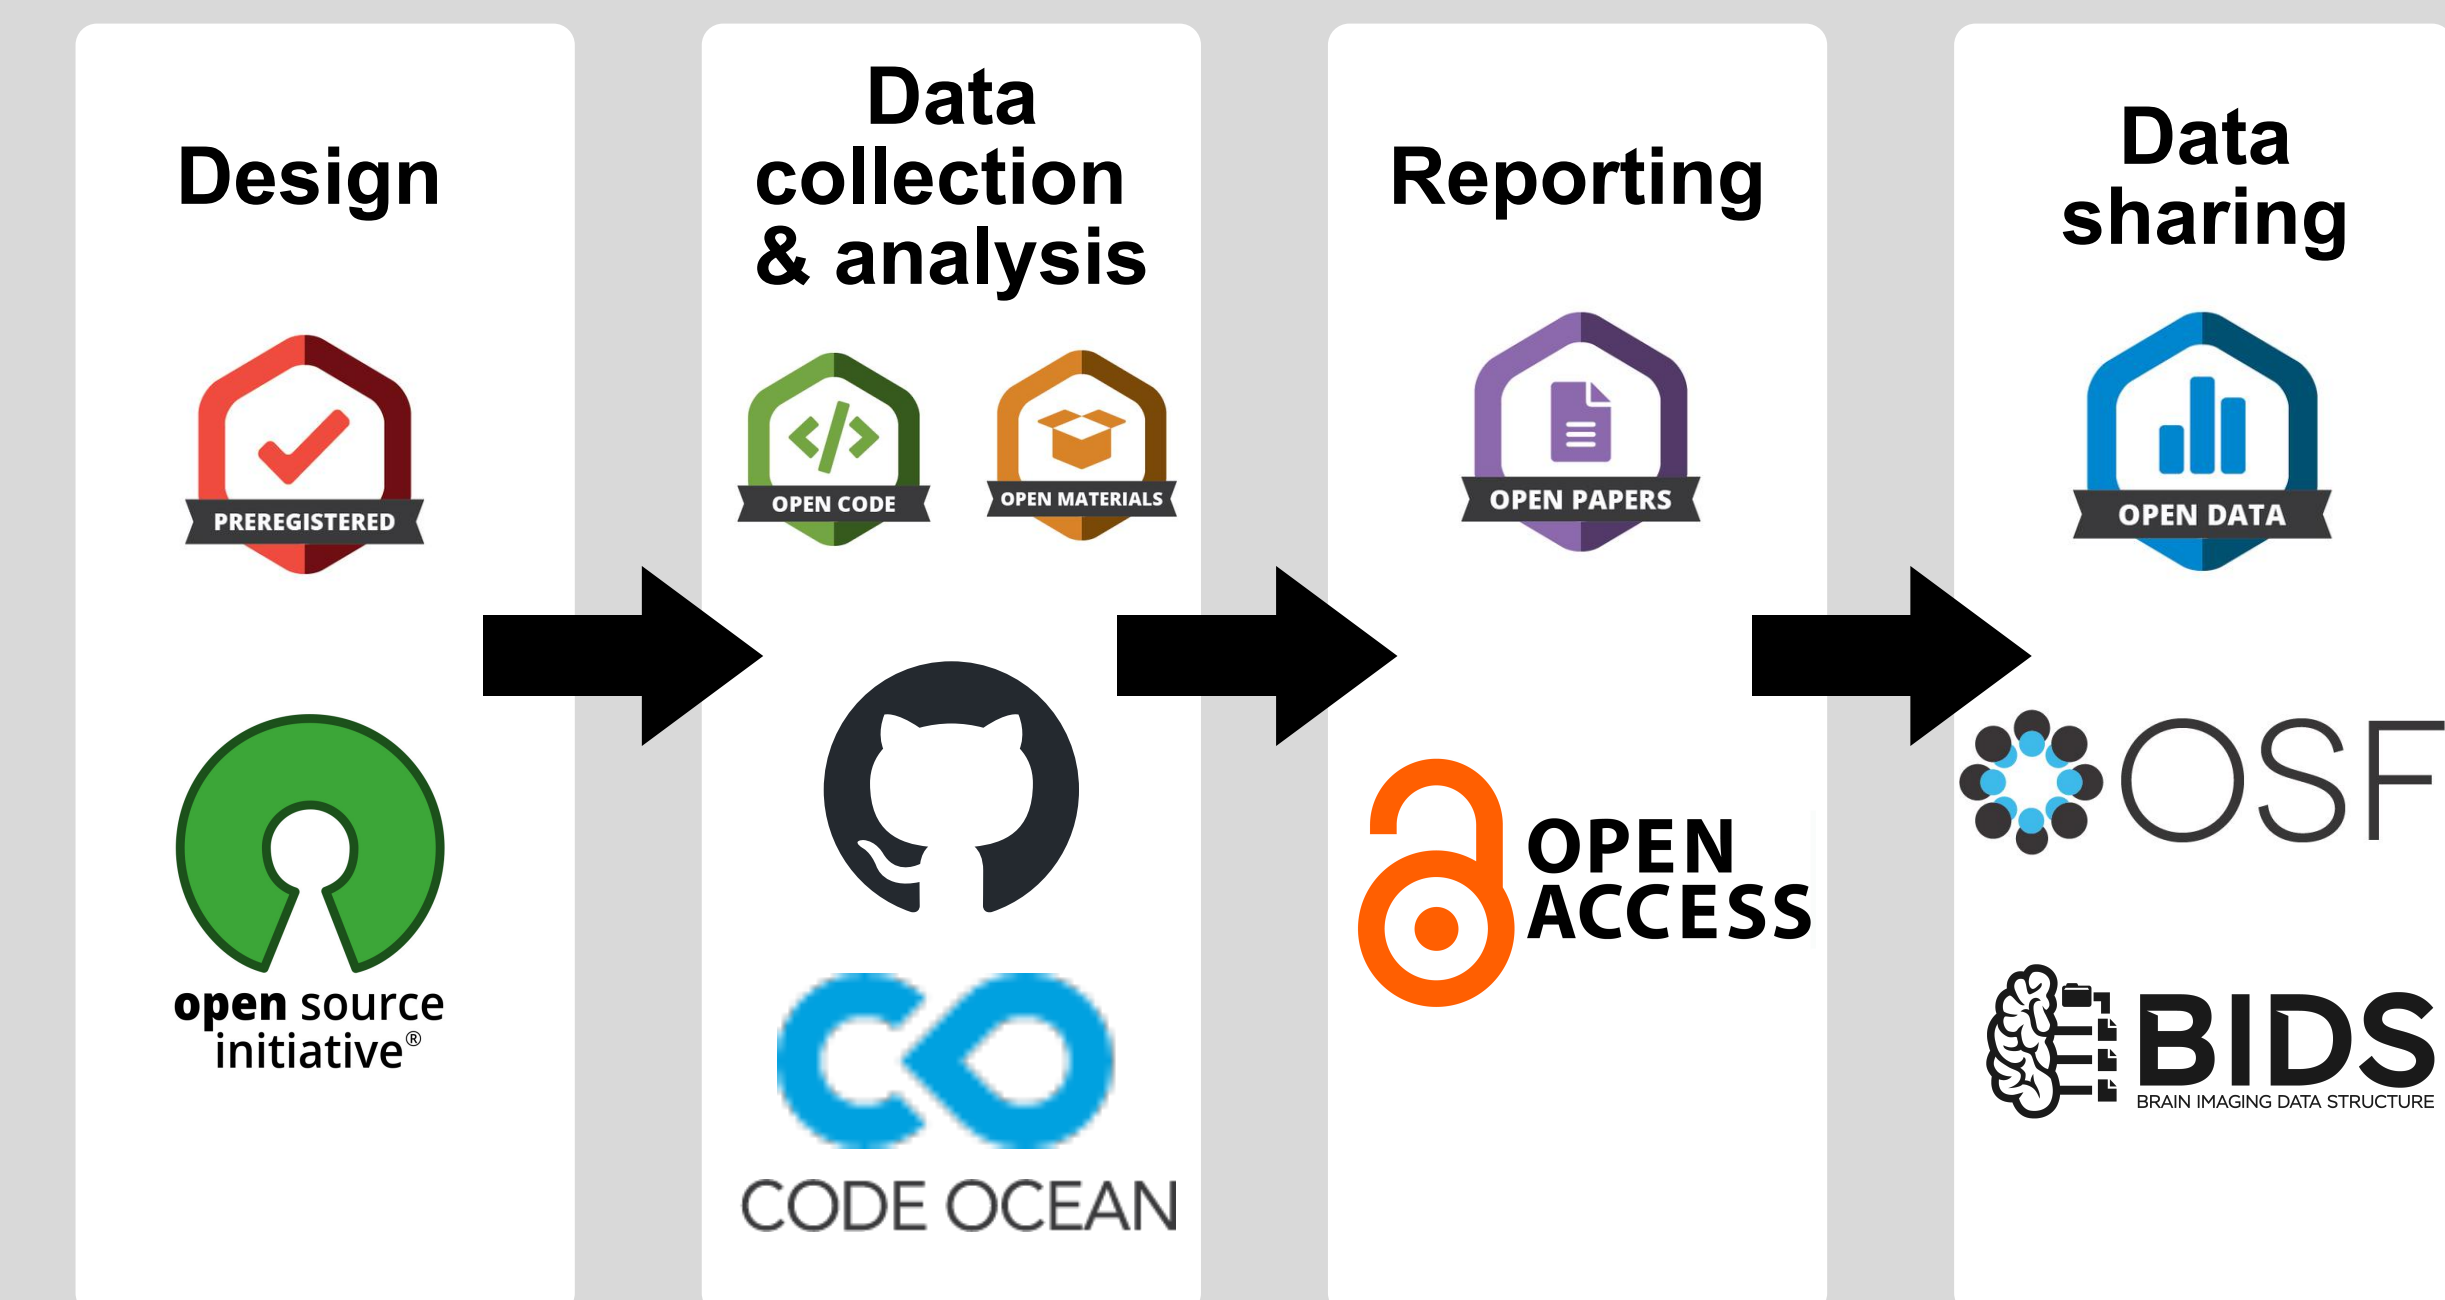 Design
PREREGISTERED
open source
initiative®
Data
collection
& analysis
OPEN CODE
OPEN MATERIALS
CODE OCEAN
Reporting
OPEN PAPERS
OPEN
ACCESS
Data
sharing
OPEN DATA
OSF
BIDS
BRAIN IMAGING DATA STRUCTURE